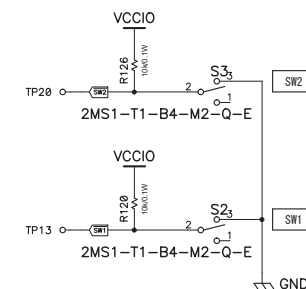 VCCIO
R126
10k/0.1W
S3
3
SW2
TP20
SW2
2
1
2MS1-T1-B4-M2-Q-E
VCCIO
R120
10k/0.1W
S2
3
SW1
TP13
SW1
2
1
2MS1-T1-B4-M2-Q-E
GND